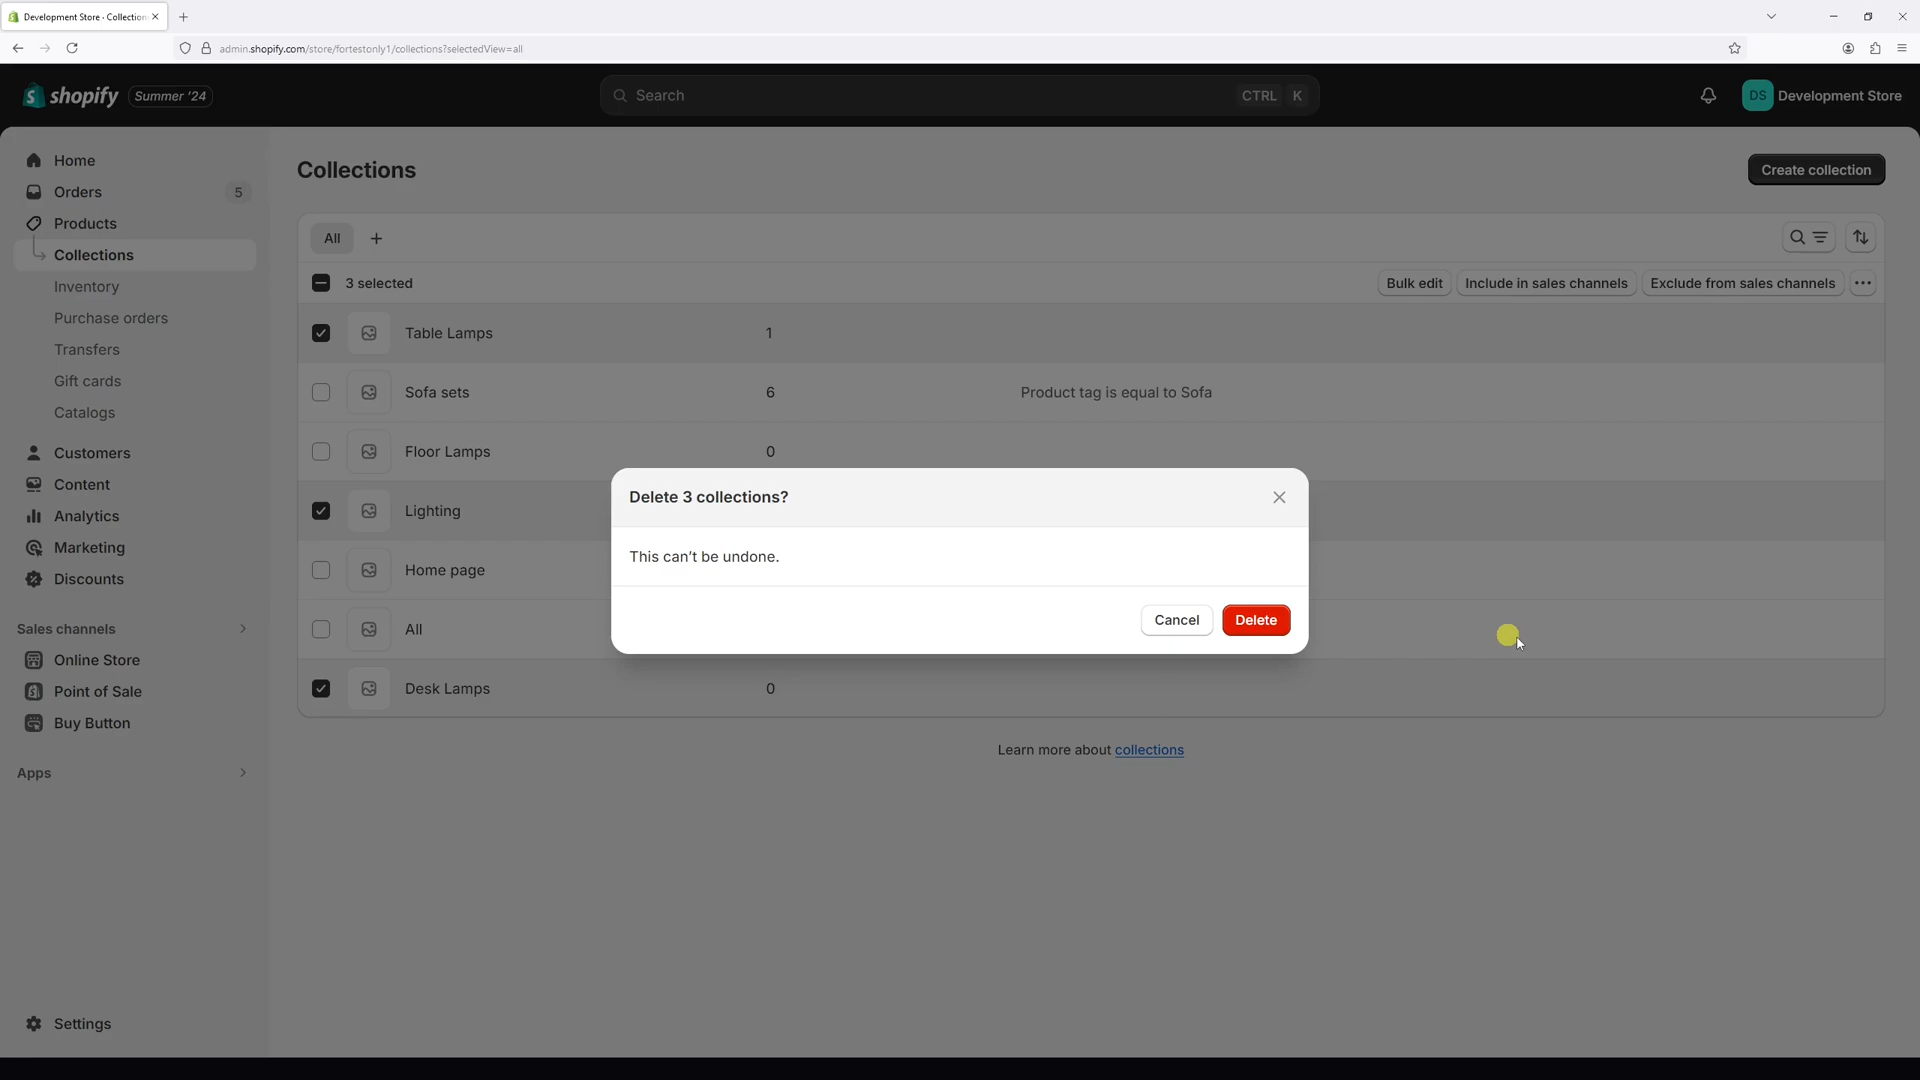 Development Store · Collection
admin.shopify.com/store/fortestonly1/collections?selectedView=all
shopify Summer '24
Search CTRL K
DS Development Store
Home
Orders 5
Products
Collections
Inventory
Purchase orders
Transfers
Gift cards
Catalogs
Customers
Content
Analytics
Marketing
Discounts
Sales channels
Online Store
Point of Sale
Buy Button
Apps
Settings
Collections Create collection
All
3 selected Bulk edit Include in sales channels Exclude from sales channels
Table Lamps 1
Sofa sets 6 Product tag is equal to Sofa
Floor Lamps 0
Lighting
Home page
All
Desk Lamps 0
Learn more about collections
Delete 3 collections?
This can't be undone.
Cancel Delete